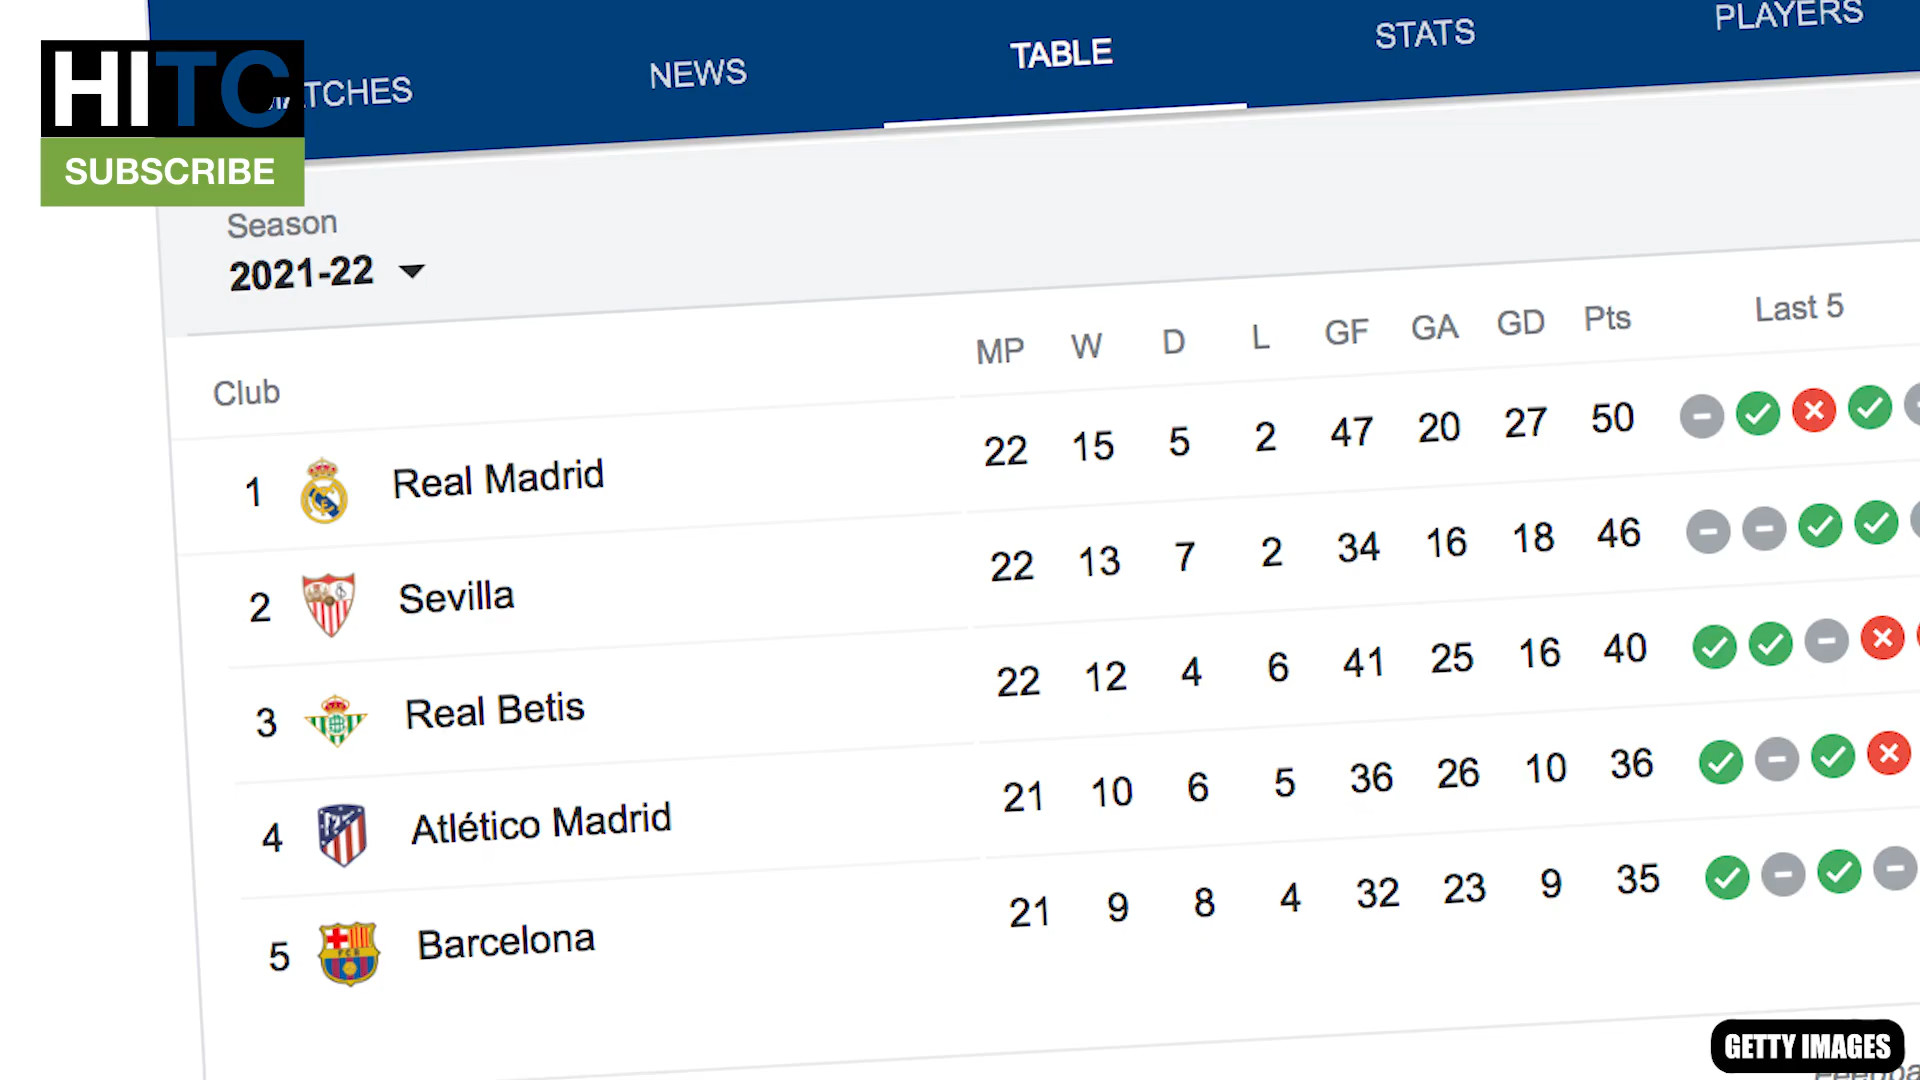 HITC
SUBSCRIBE
NEWS
TABLE
STATS
PLAYERS
Season
2021-22
Club MP W D L GF GA GD Pts Last 5
1 Real Madrid 22 15 5 2 47 20 27 50
2 Sevilla 22 13 7 2 34 16 18 46
3 Real Betis 22 12 4 6 41 25 16 40
4 Atlético Madrid 21 10 6 5 36 26 10 36
5 Barcelona 21 9 8 4 32 23 9 35
GETTY IMAGES